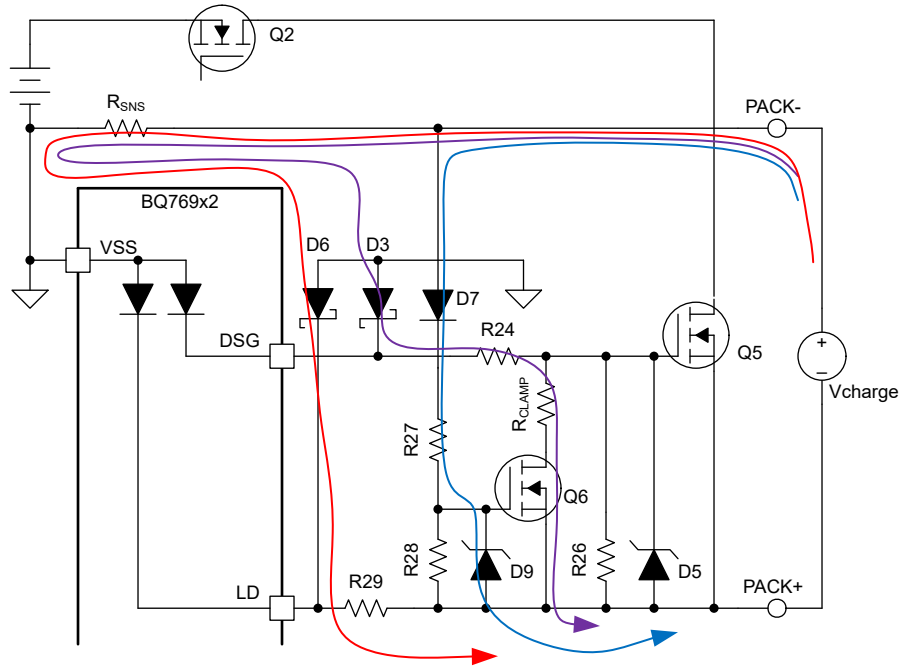 Q2
RSNS
PACK-
BQ769x2
VSS
D6
D3
D7
DSG
R24
Q5
+
–
Vcharge
RCLAMP
R27
Q6
R28
D9
R26
D5
LD
R29
PACK+